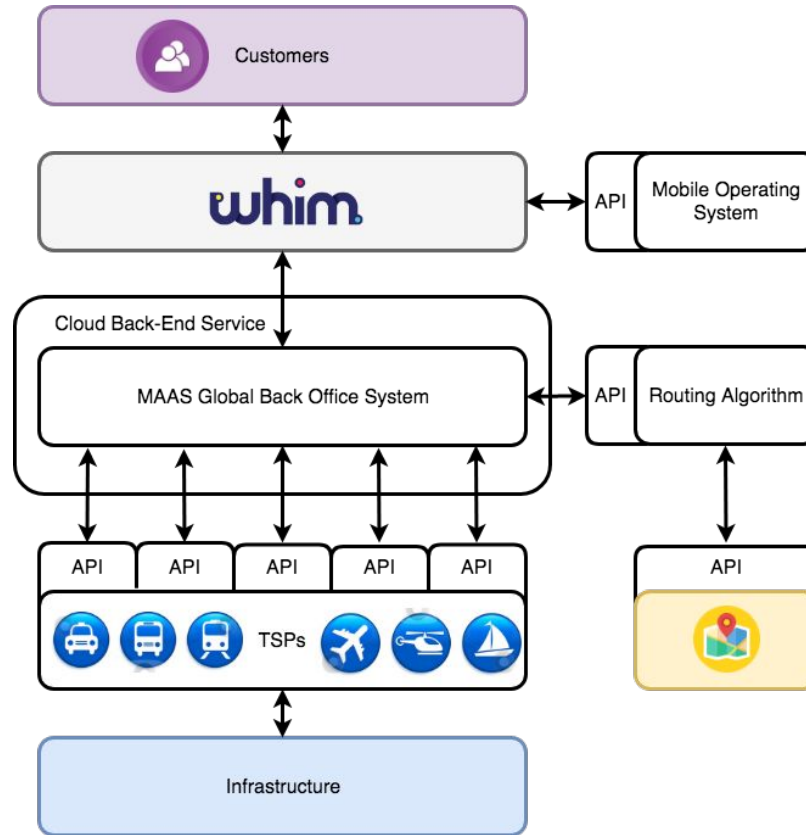 Customers
whim
API
Mobile Operating
System
Cloud Back-End Service
MAAS Global Back Office System
API
Routing Algorithm
API
API
API
API
API
API
TSPs
Infrastructure